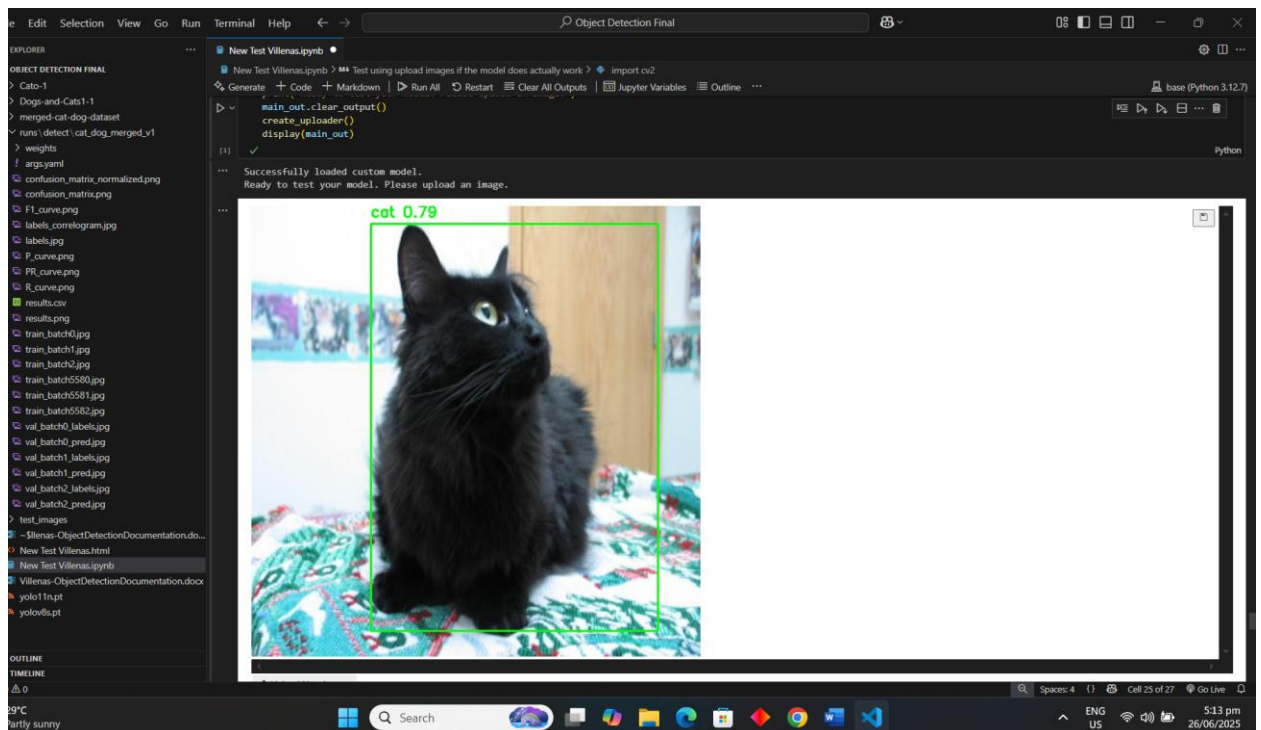 e Edit Selection View Go Run Terminal Help
Object Detection Final
EXPLORER
OBJECT DETECTION FINAL
Cato-1
Dogs-and-Cats1-1
merged-cat-dog-dataset
runs \ detect \ cat_dog_merged_v1
weights
! args.yaml
confusion_matrix_normalized.png
confusion_matrix.png
F1_curve.png
labels_correlogram.jpg
labels.jpg
P_curve.png
PR_curve.png
R_curve.png
results.csv
results.png
train_batch0.jpg
train_batch1.jpg
train_batch2.jpg
train_batch5580.jpg
train_batch5581.jpg
train_batch5582.jpg
val_batch0_labels.jpg
val_batch0_pred.jpg
val_batch1_labels.jpg
val_batch1_pred.jpg
val_batch2_labels.jpg
val_batch2_pred.jpg
test_images
~$llenas-ObjectDetectionDocumentation.do...
New Test Villenas.html
New Test Villenas.ipynb
Villenas-ObjectDetectionDocumentation.docx
yolo11n.pt
yolov8s.pt
OUTLINE
TIMELINE
New Test Villenas.ipynb
New Test Villenas.ipynb > M↓ Test using upload images if the model does actually work > import cv2
Generate + Code + Markdown | Run All Restart Clear All Outputs | Jupyter Variables Outline ...
base (Python 3.12.7)
main_out.clear_output()
create_uploader()
display(main_out)
[1]
Python
Successfully loaded custom model.
Ready to test your model. Please upload an image.
cat 0.79
0
Spaces: 4 {} Cell 25 of 27 Go Live
29°C
Partly sunny
Search
ENG
US
5:13 pm
26/06/2025